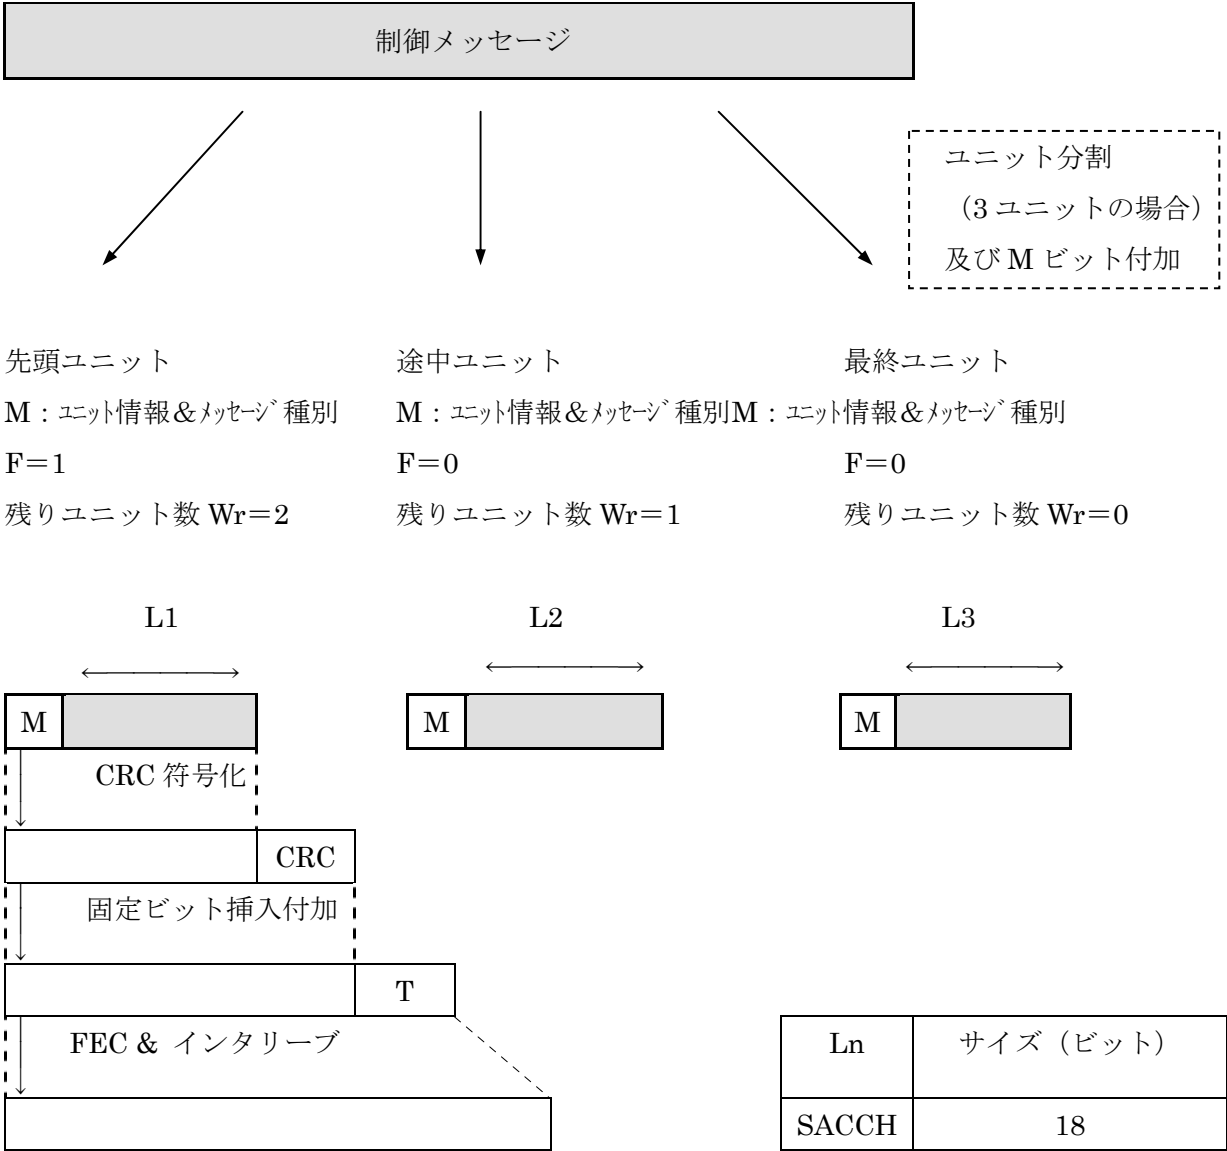 制御メッセージ
ユニット分割
（3 ユニットの場合）
及び M ビット付加
先頭ユニット
途中ユニット
最終ユニット
M：ﾕﾆｯﾄ情報＆ﾒｯｾｰｼﾞ種別
M：ﾕﾆｯﾄ情報＆ﾒｯｾｰｼﾞ種別
M：ﾕﾆｯﾄ情報＆ﾒｯｾｰｼﾞ種別
F＝1
F＝0
F＝0
残りユニット数 Wr＝2
残りユニット数 Wr＝1
残りユニット数 Wr＝0
L1
L2
L3
M
M
M
CRC 符号化
CRC
固定ビット挿入付加
T
FEC & インタリーブ
Ln サイズ（ビット）
SACCH 18